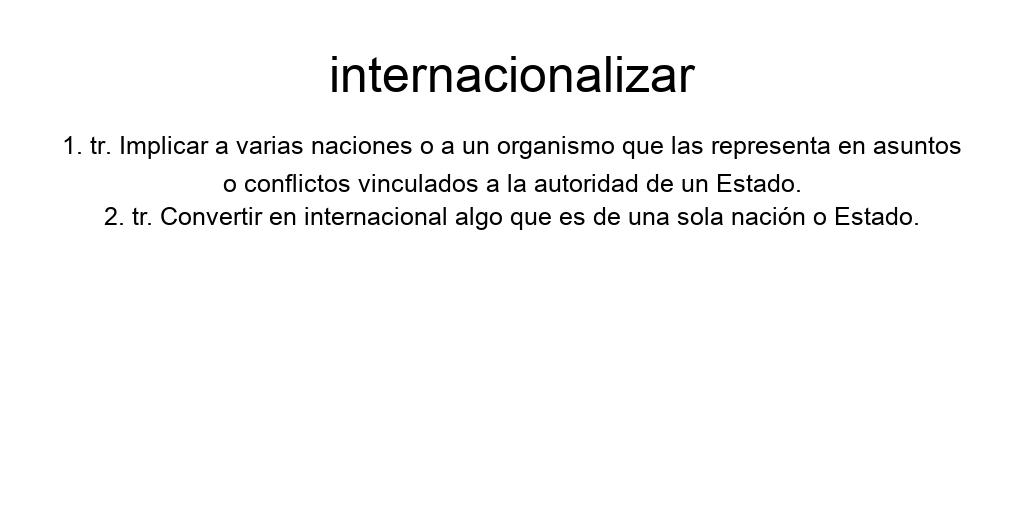 internacionalizar
1. tr. Implicar a varias naciones o a un organismo que las representa en asuntos
o conflictos vinculados a la autoridad de un Estado.
2. tr. Convertir en internacional algo que es de una sola nación o Estado.